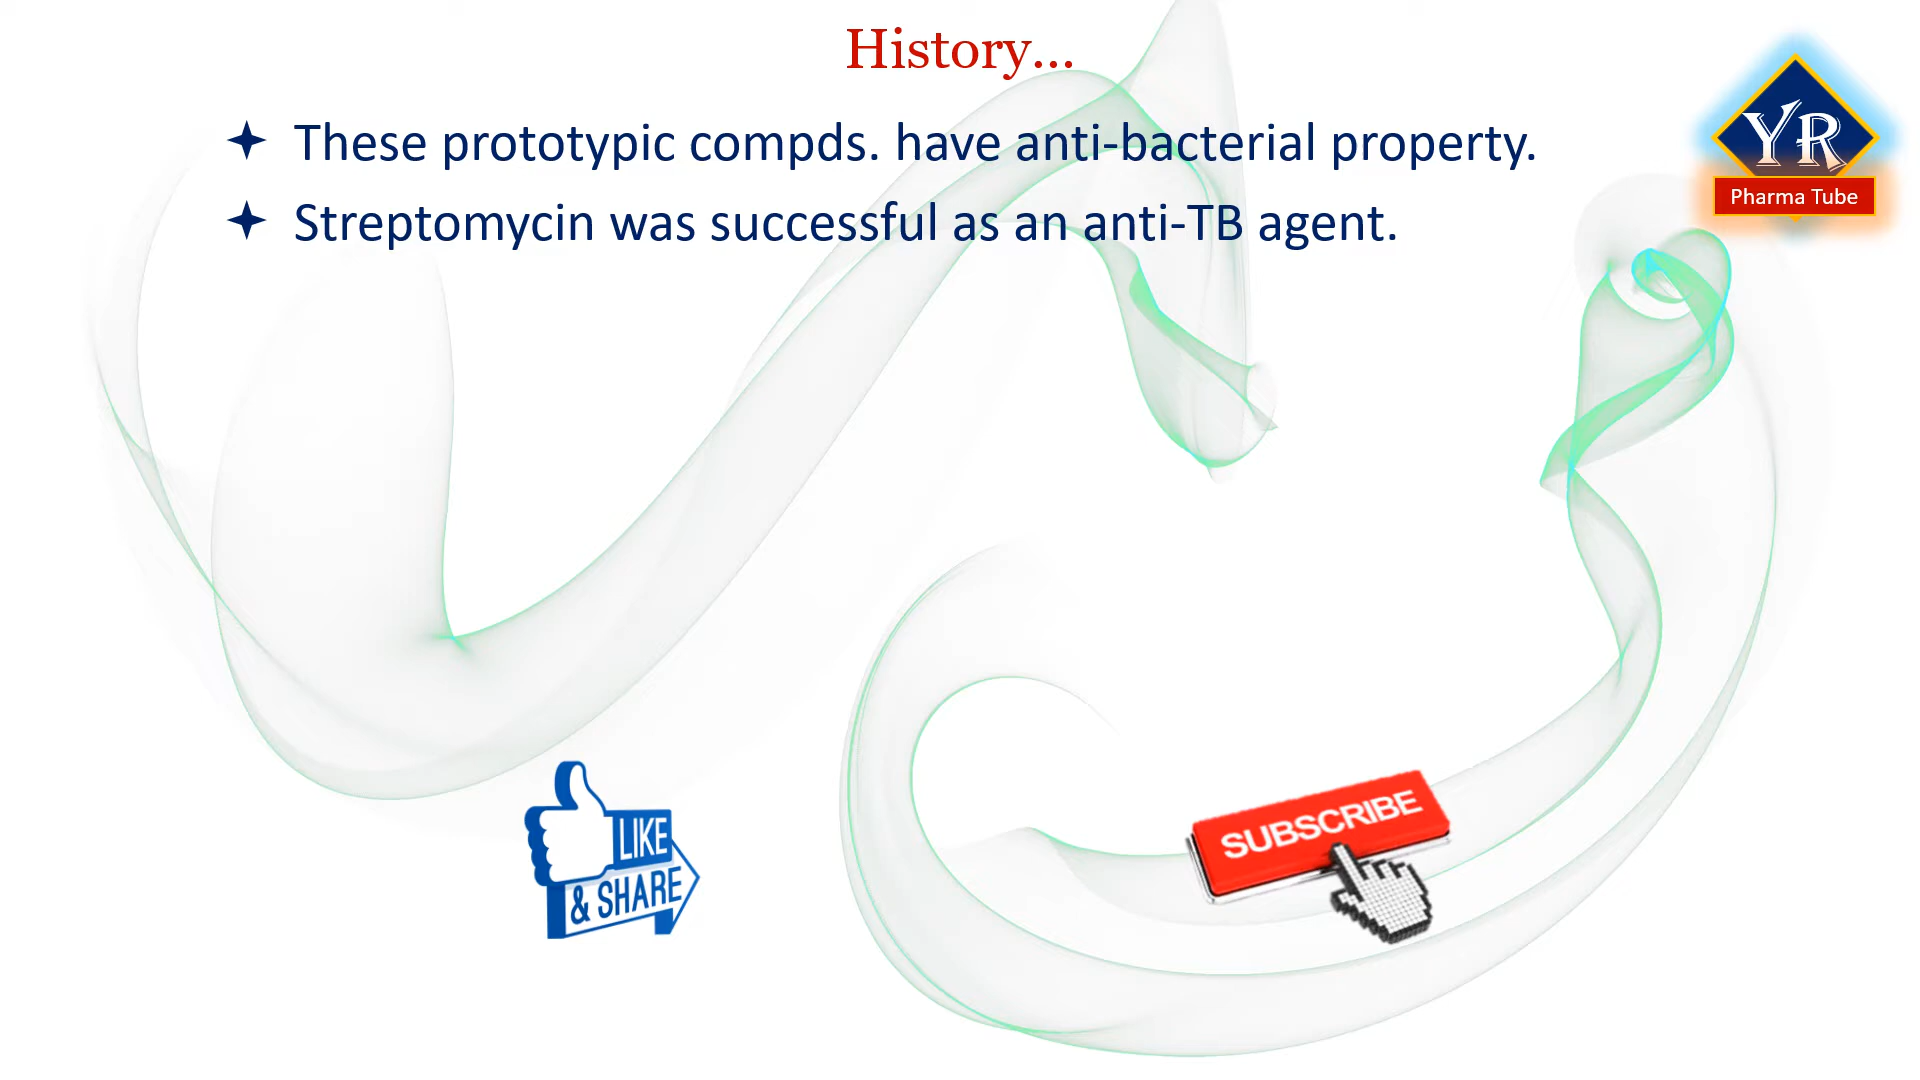 History...
✦ These prototypic compds. have anti-bacterial property.
✦ Streptomycin was successful as an anti-TB agent.
YR
Pharma Tube
LIKE
& SHARE
SUBSCRIBE